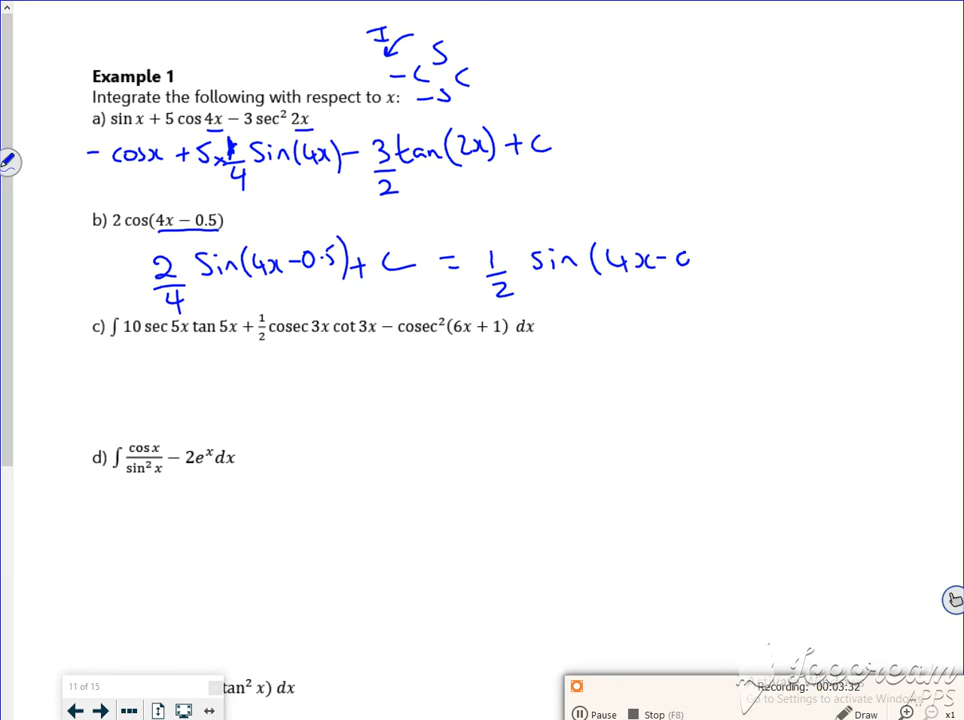 I S
-C C
Example 1
Integrate the following with respect to x: -S
a) sin x + 5 cos 4x − 3 sec² 2x
- cosx + 5×1/4 Sin(4x) - 3/2 tan(2x) + C
b) 2 cos(4x − 0.5)
2/4 Sin(4x-0.5) + C = 1/2 sin(4x-0
c) ∫ 10 sec 5x tan 5x + 1/2 cosec 3x cot 3x − cosec²(6x + 1) dx
d) ∫ cos x/sin² x − 2eˣ dx
tan² x) dx
11 of 15
Icecream
APPS
Recording: 00:03:32
Go to Settings to activate Windows.
Pause Stop (F8) Draw x1